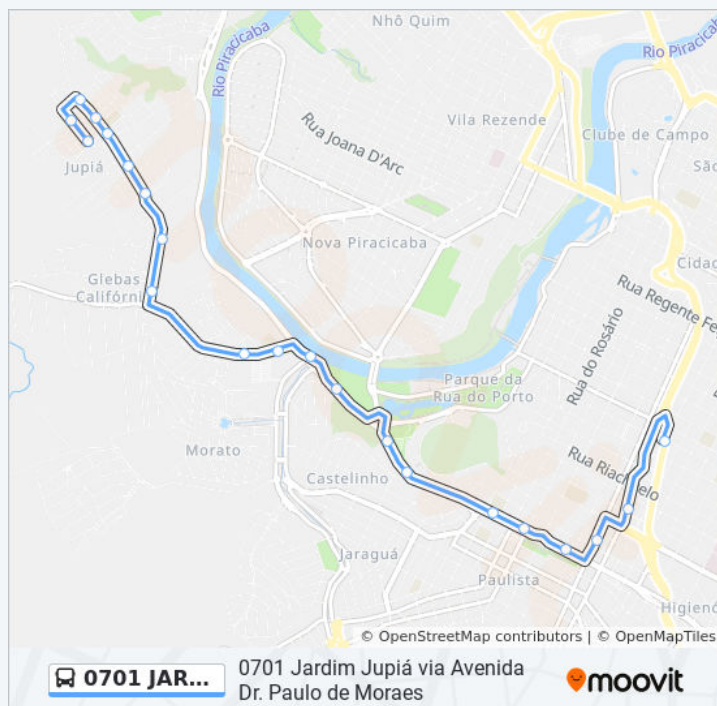 Nhô Quim
Rio Piracicaba
Rio Piracicaba
Vila Rezende
Clube de Campo
Rua Joana D'Arc
São
Jupiá
Nova Piracicaba
Cidad
Glebas
Califórni
Rua Regente Fe
Rua do Rosário
Parque da
Rua do Porto
Morato
Castelinho
Rua Riachuelo
Jaraguá
Paulista
Higienó
© OpenStreetMap contributors | © OpenMapTiles
0701 JAR...
0701 Jardim Jupiá via Avenida
Dr. Paulo de Moraes
moovit